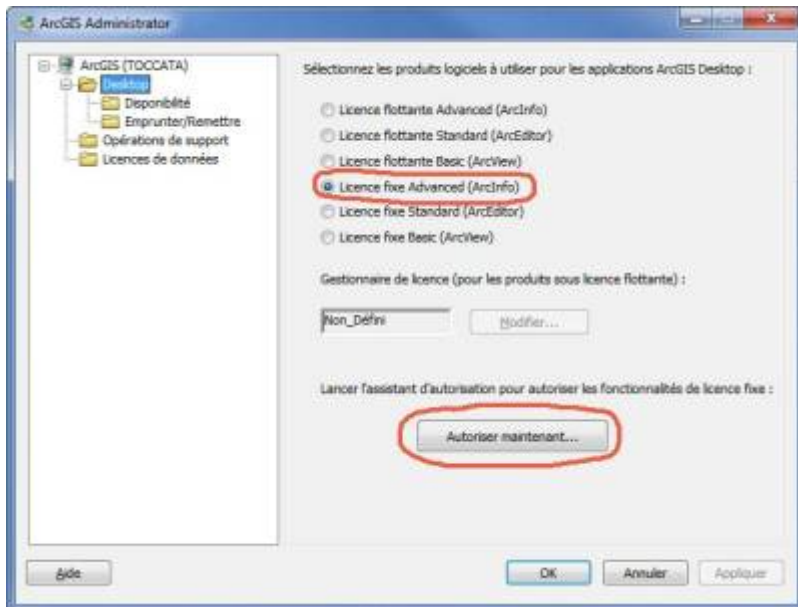 ArcGIS Administrator
ArcGIS (TOCCATA)
Desktop
Disponibilité
Emprunter/Remettre
Opérations de support
Licences de données
Sélectionnez les produits logiciels à utiliser pour les applications ArcGIS Desktop :
Licence flottante Advanced (ArcInfo)
Licence flottante Standard (ArcEditor)
Licence flottante Basic (ArcView)
Licence fixe Advanced (ArcInfo)
Licence fixe Standard (ArcEditor)
Licence fixe Basic (ArcView)
Gestionnaire de licence (pour les produits sous licence flottante) :
Non_Défini
Modifier...
Lancer l'assistant d'autorisation pour autoriser les fonctionnalités de licence fixe :
Autoriser maintenant...
Aide
OK
Annuler
Appliquer